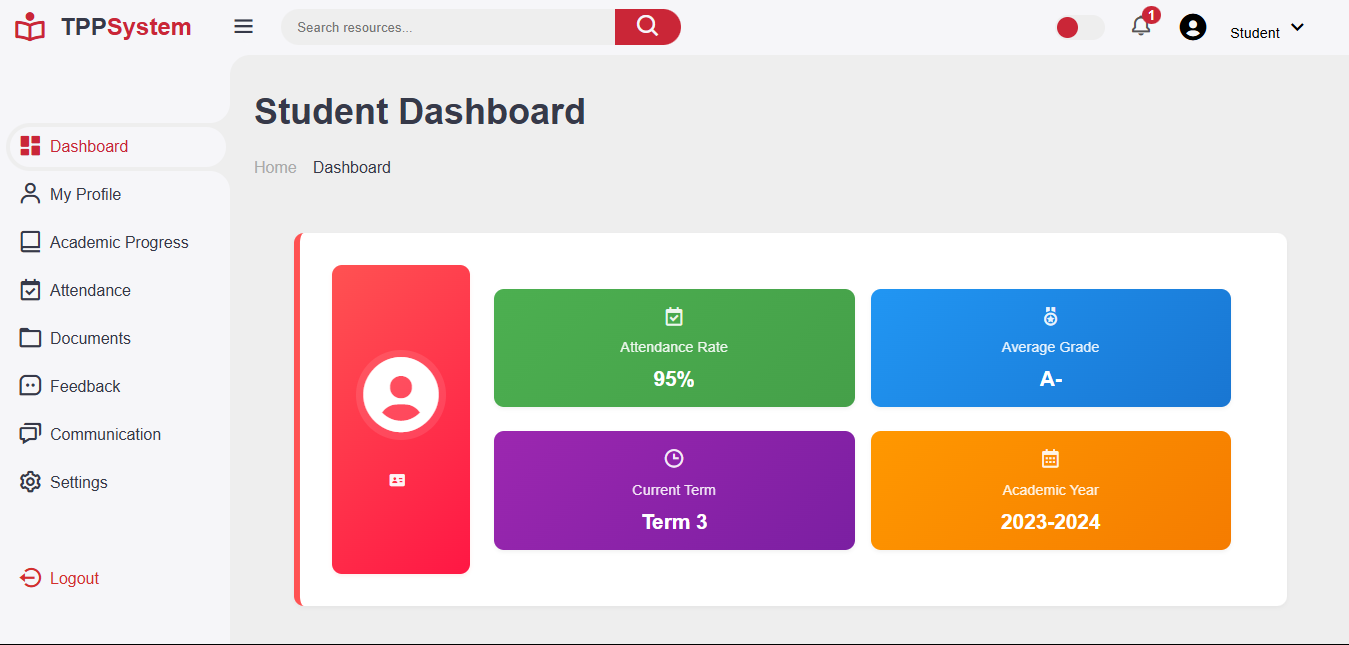 TPPSystem
Search resources...
1
Student
Student Dashboard
Home Dashboard
Dashboard
My Profile
Academic Progress
Attendance
Documents
Feedback
Communication
Settings
Logout
Attendance Rate
95%
Average Grade
A-
Current Term
Term 3
Academic Year
2023-2024